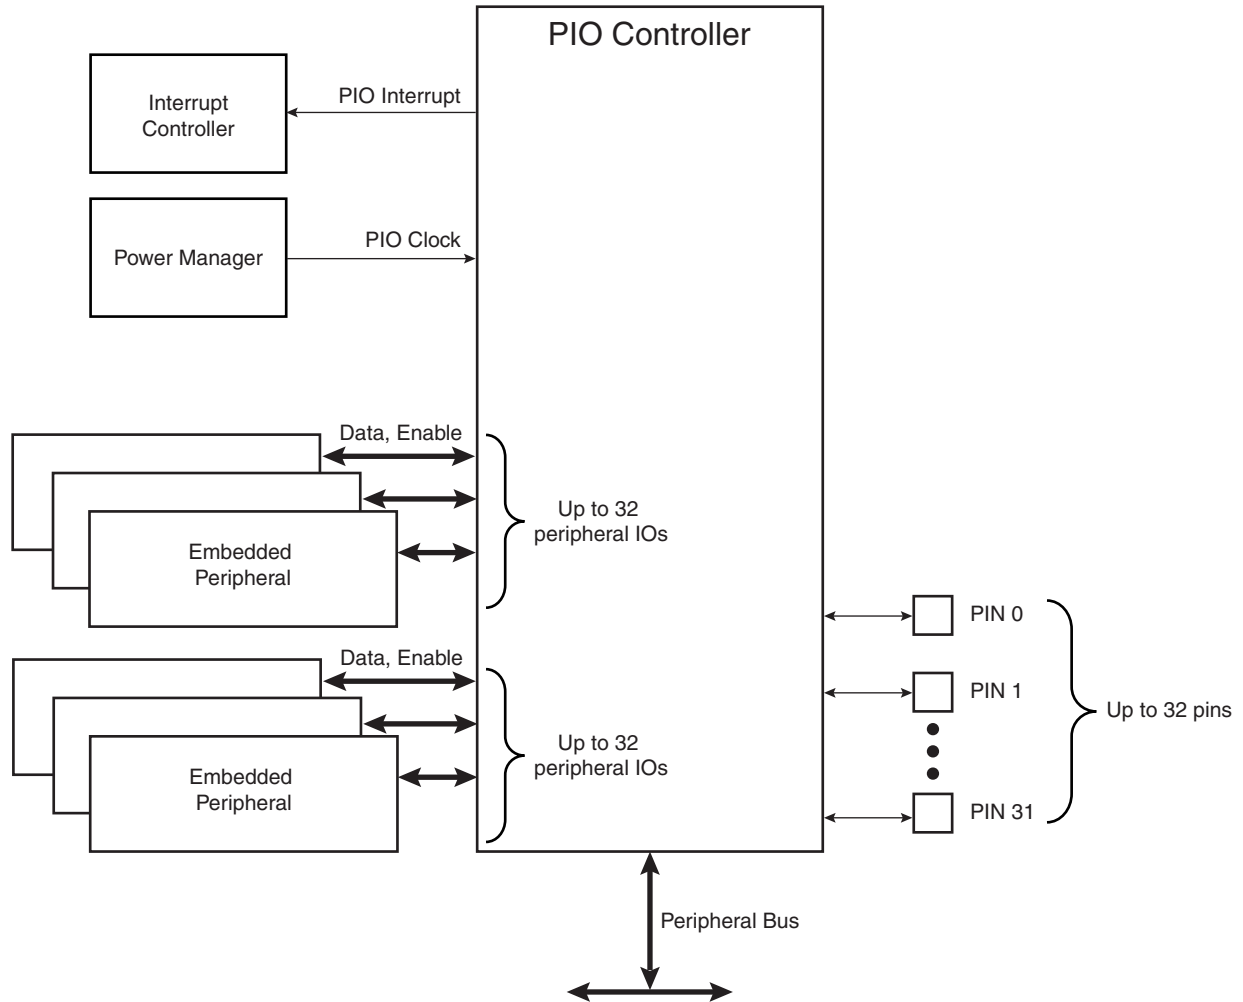 PIO Controller
PIO Interrupt
Interrupt
Controller
PIO Clock
Power Manager
Data, Enable
Up to 32
peripheral IOs
Embedded
Peripheral
PIN 0
Data, Enable
PIN 1
Up to 32 pins
Up to 32
peripheral IOs
Embedded
Peripheral
PIN 31
Peripheral Bus